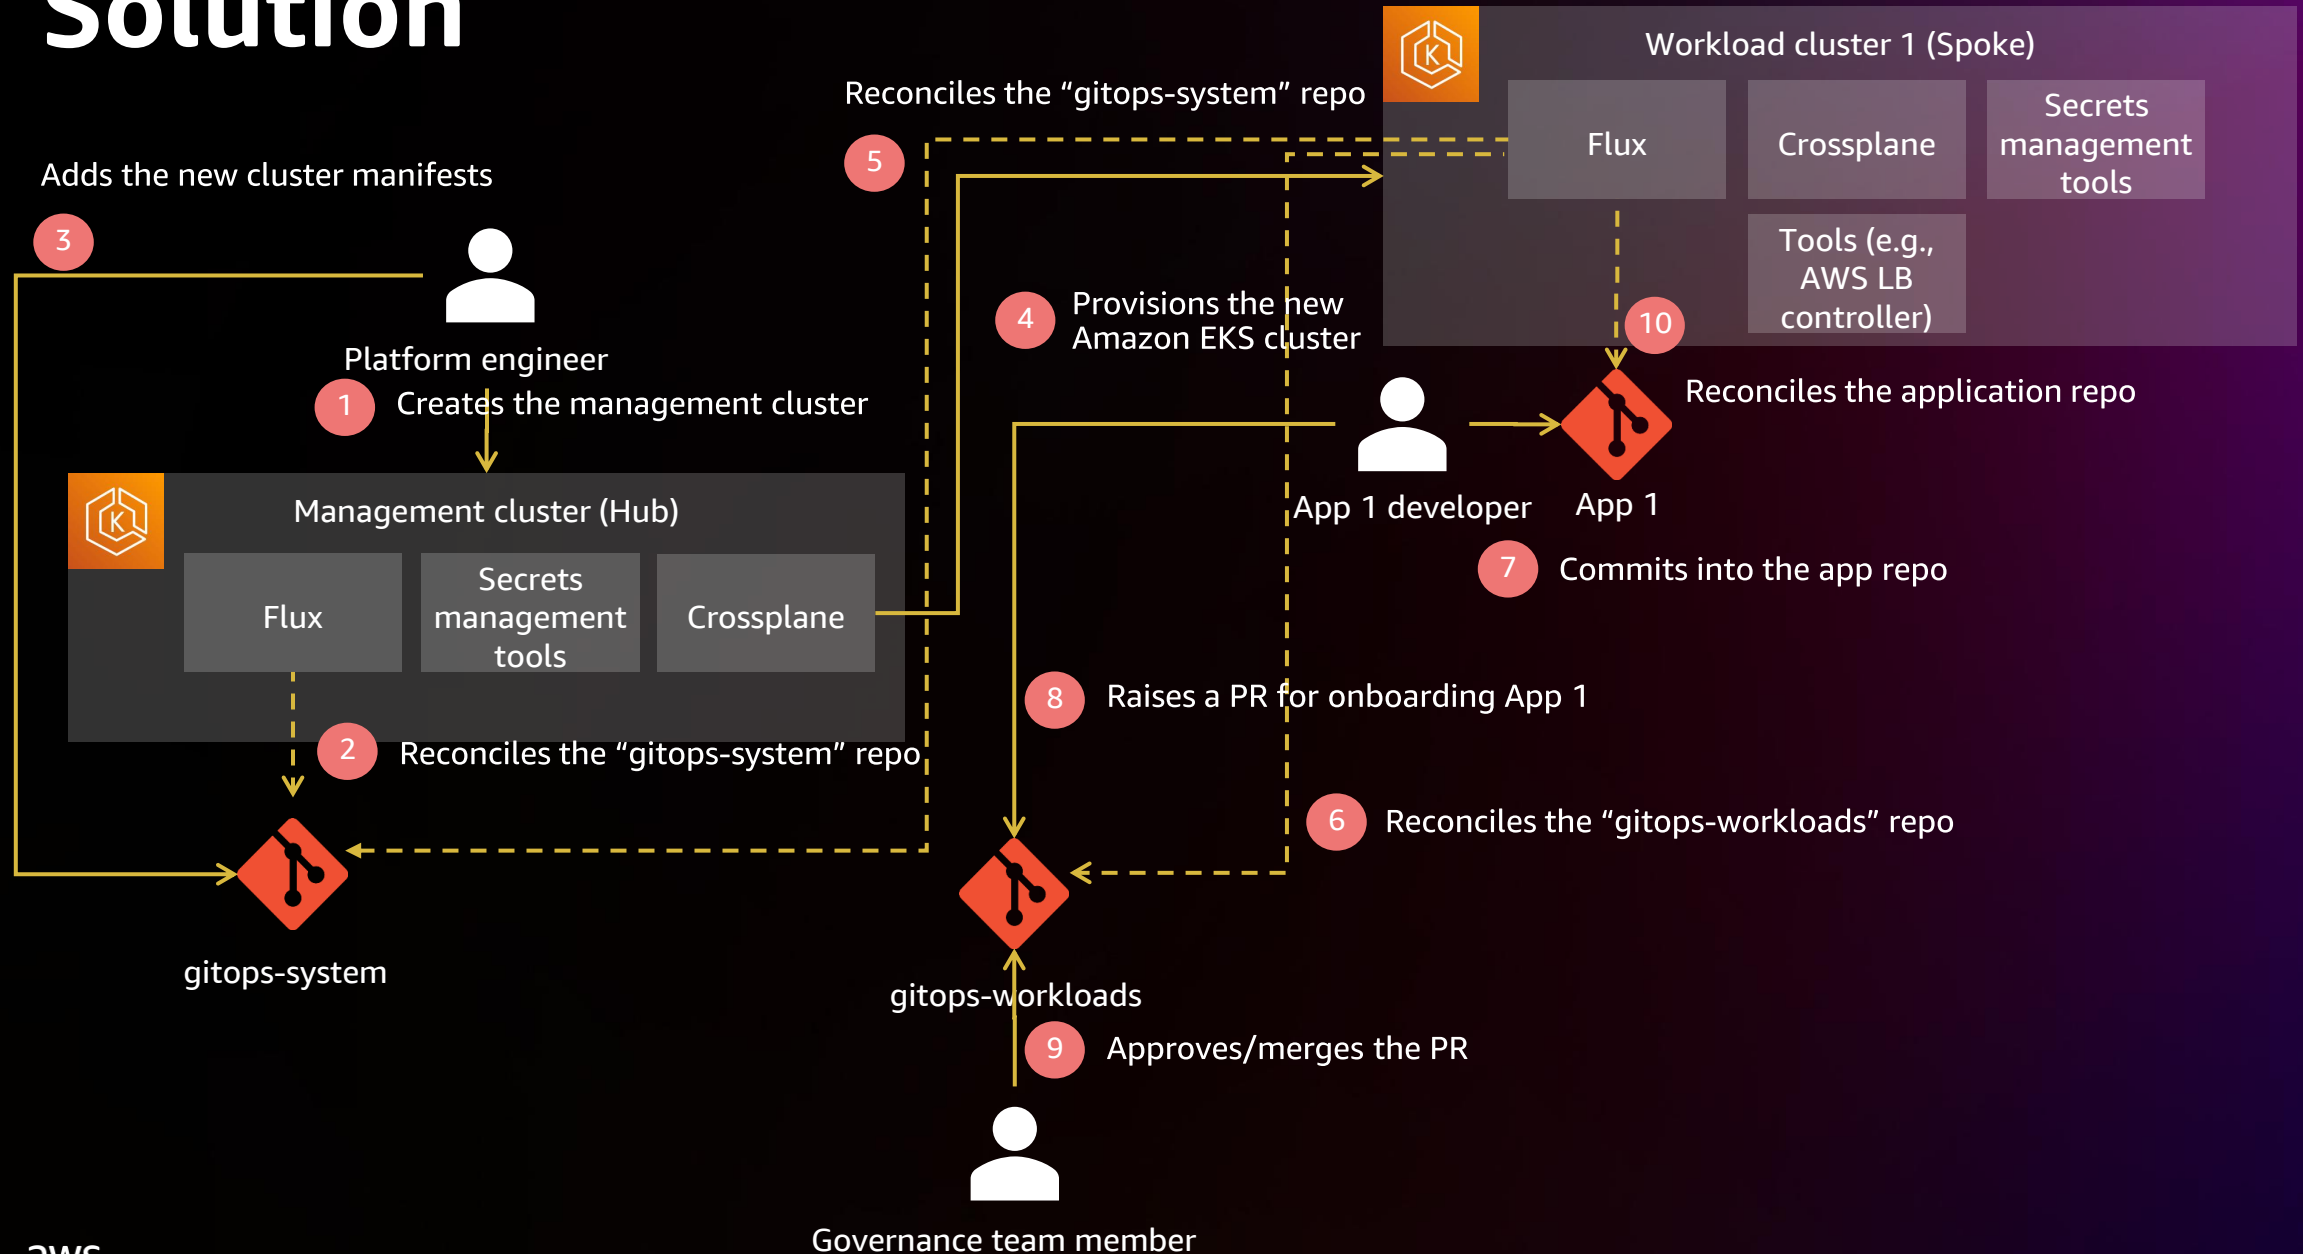 Solution
Workload cluster 1 (Spoke)
Reconciles the “gitops-system” repo
5
Flux
Crossplane
Secrets
management
tools
Tools (e.g.,
AWS LB
controller)
Adds the new cluster manifests
3
Platform engineer
1
Creates the management cluster
4
Provisions the new
Amazon EKS cluster
10
Reconciles the application repo
App 1 developer
App 1
7
Commits into the app repo
K
K
Management cluster (Hub)
Flux
Secrets
management
tools
Crossplane
2
Reconciles the “gitops-system” repo
8
Raises a PR for onboarding App 1
6
Reconciles the “gitops-workloads” repo
gitops-system
gitops-workloads
9
Approves/merges the PR
Governance team member
aws